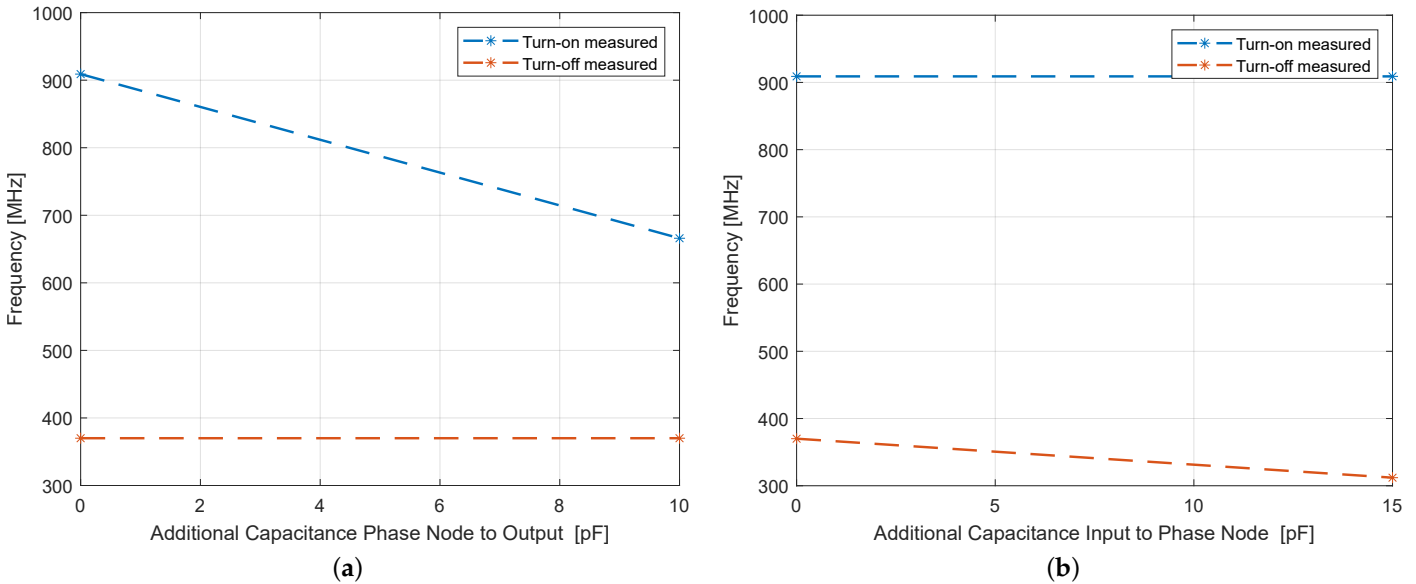 1000
900
800
700
600
500
400
300
Frequency [MHz]
0
2
4
6
8
10
Additional Capacitance Phase Node to Output [pF]
Turn-on measured
Turn-off measured
(a)
1000
900
800
700
600
500
400
300
Frequency [MHz]
0
5
10
15
Additional Capacitance Input to Phase Node [pF]
Turn-on measured
Turn-off measured
(b)